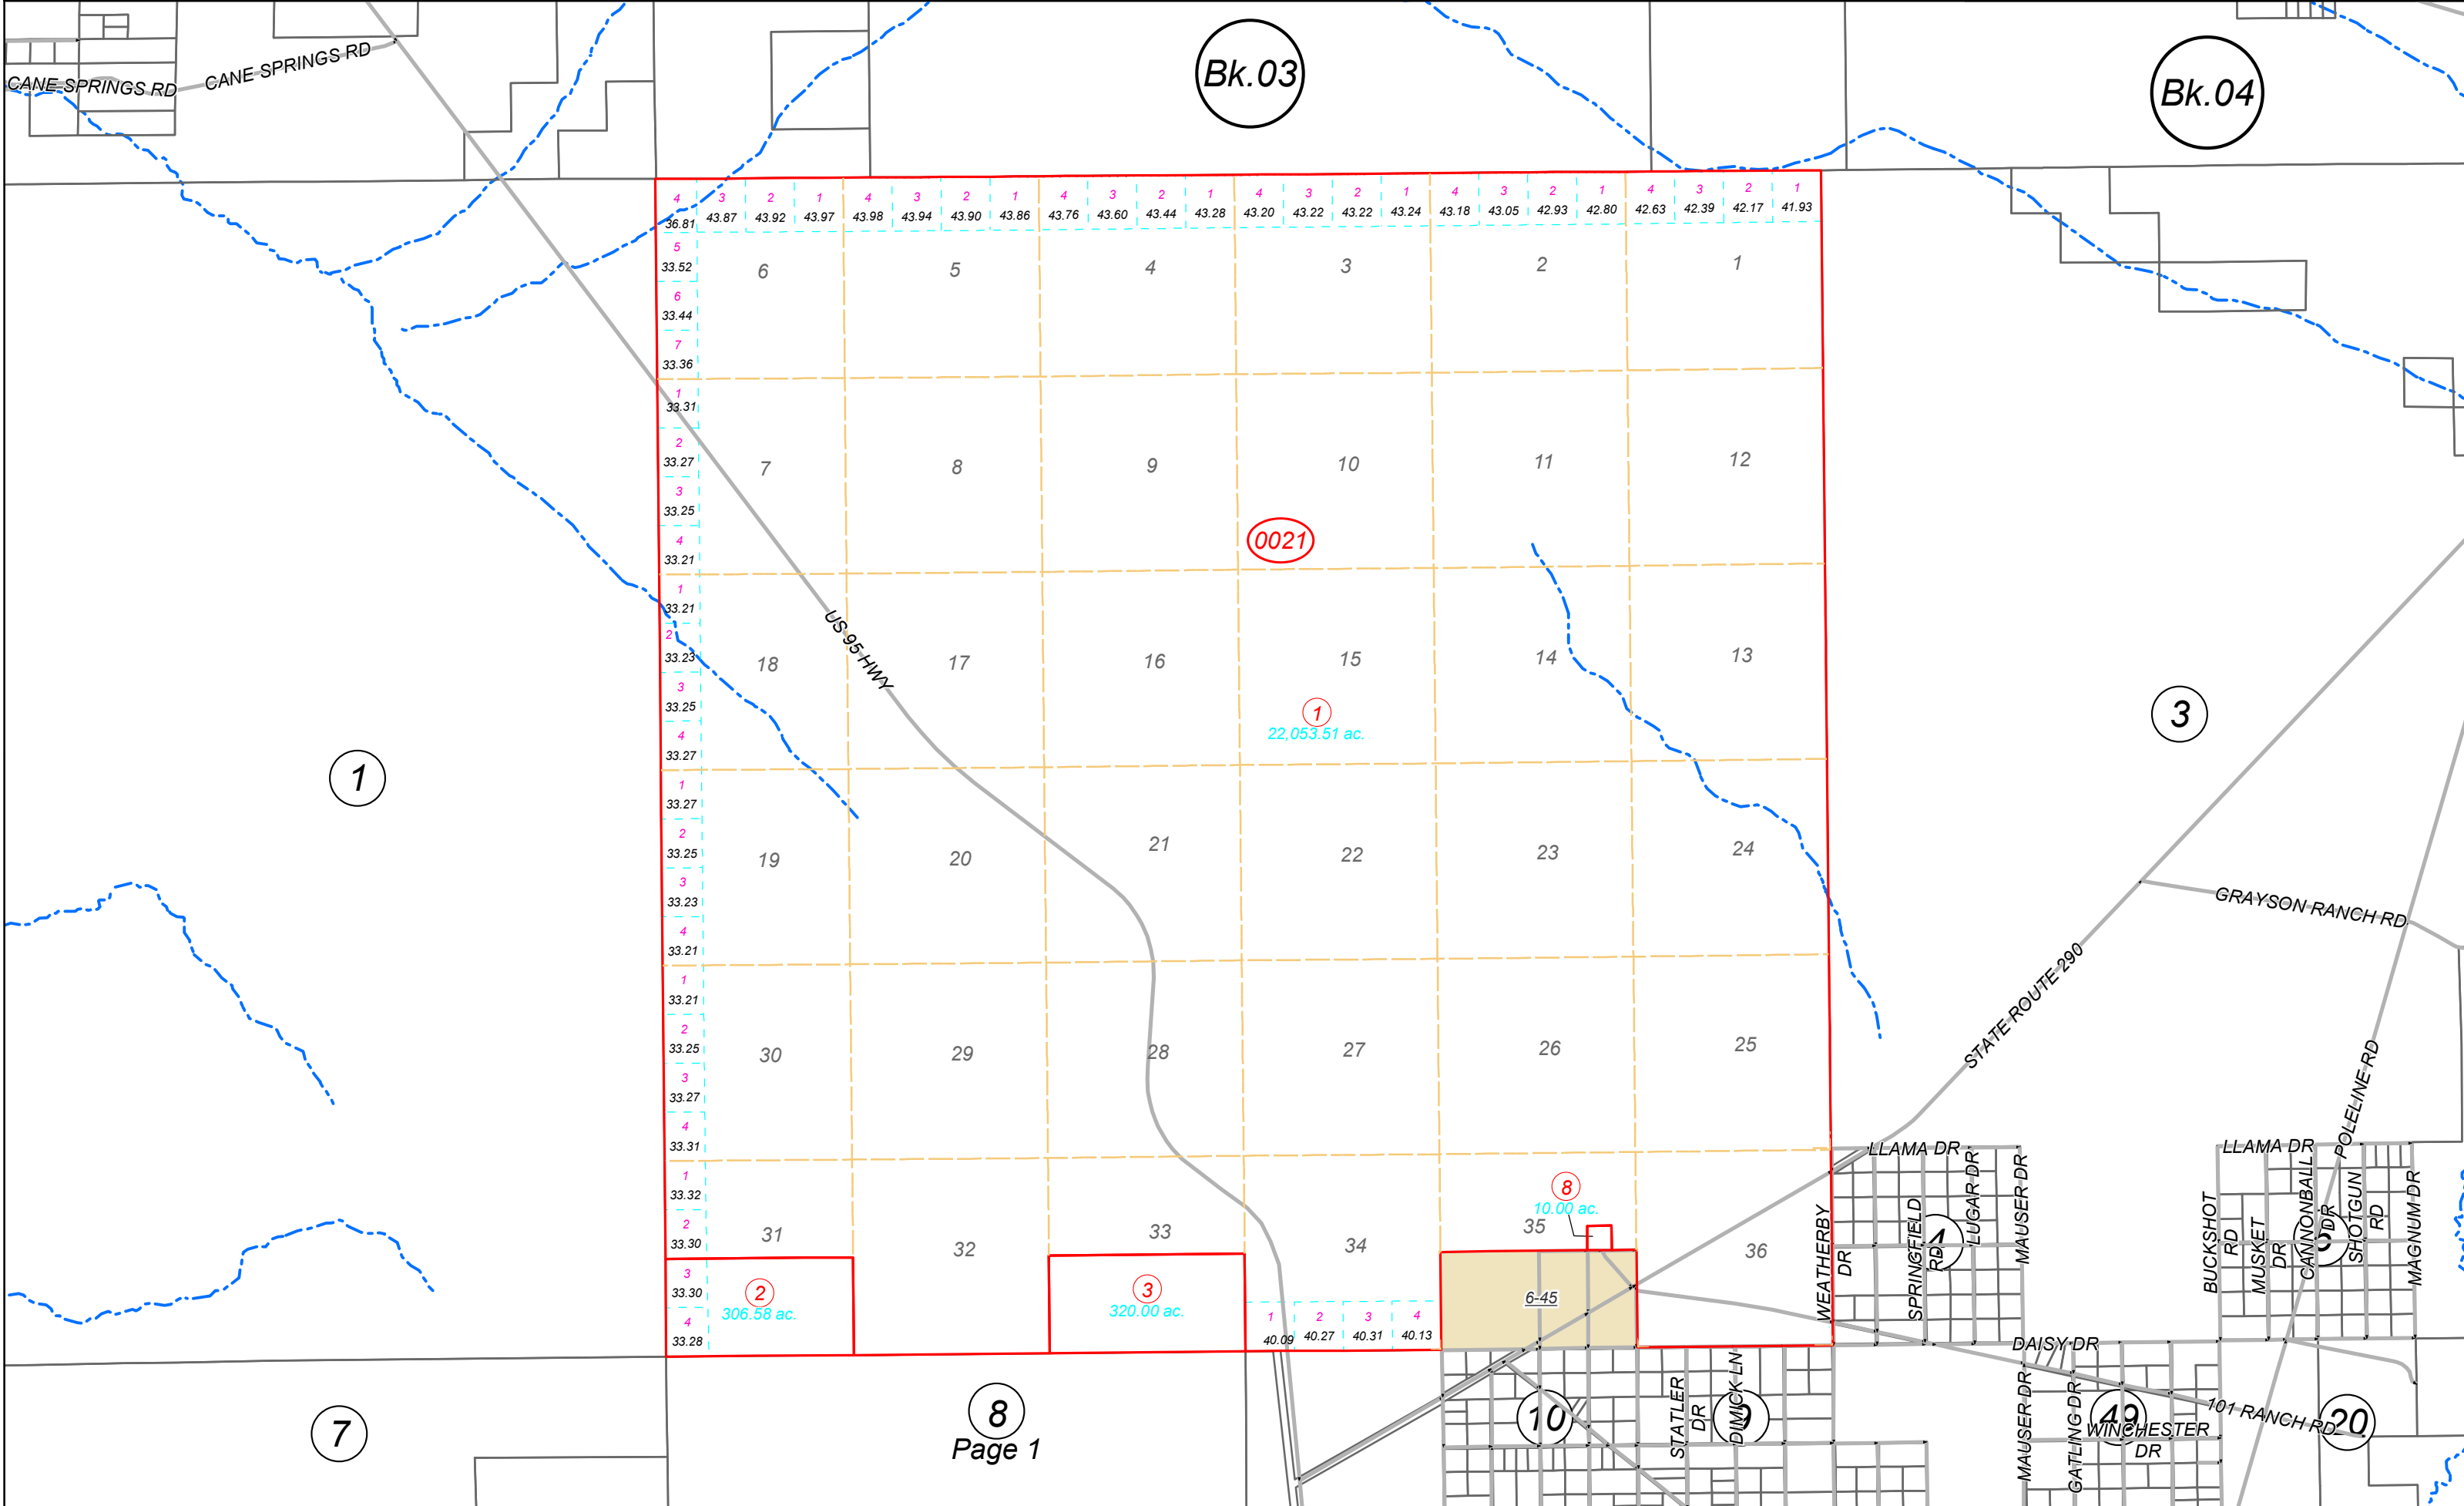 Bk.03
Bk.04
CANE SPRINGS RD
CANE SPRINGS RD
4 3 2 1 4 3 2 1 4 3 2 1 4 3 2 1 4 3 2 1 4 3 2 1
36.81 43.87 43.92 43.97 43.98 43.94 43.90 43.86 43.76 43.60 43.44 43.28 43.20 43.22 43.22 43.24 43.18 43.05 42.93 42.80 42.63 42.39 42.17 41.93
5
33.52
6 5 4 3 2 1
6
33.44
7
33.36
1
33.31
2
33.27
7 8 9 10 11 12
3
33.25
4
33.21
0021
1
33.21
2
33.23
US 95 HWY
18 17 16 15 14 13
3
33.25
4
33.27
1
22,053.51 ac.
3
1
1
33.27
2
33.25
19 20 21 22 23 24
3
33.23
4
33.21
GRAYSON RANCH RD
STATE ROUTE 290
POLELINE RD
1
33.21
2
33.25
30 29 28 27 26 25
3
33.27
4
33.31
1
33.32
2
33.30
31 32 33 34 35 36
8
10.00 ac.
3
33.30
4
33.28
2
306.58 ac.
3
320.00 ac.
1 2 3 4
40.09 40.27 40.31 40.13
6-45
LLAMA DR
LLAMA DR
WEATHERBY
DR
SPRINGFIELD
RD
4
LUGAR DR
MAUSER DR
BUCKSHOT
RD
MUSKET
DR
CANNONBALL
DR
SHOTGUN
RD
MAGNUM DR
DAISY DR
7
8
Page 1
10
STATLER
DR
DIMICK LN
9
MAUSER DR
GATLING DR
49
WINCHESTER
DR
101 RANCH RD
20